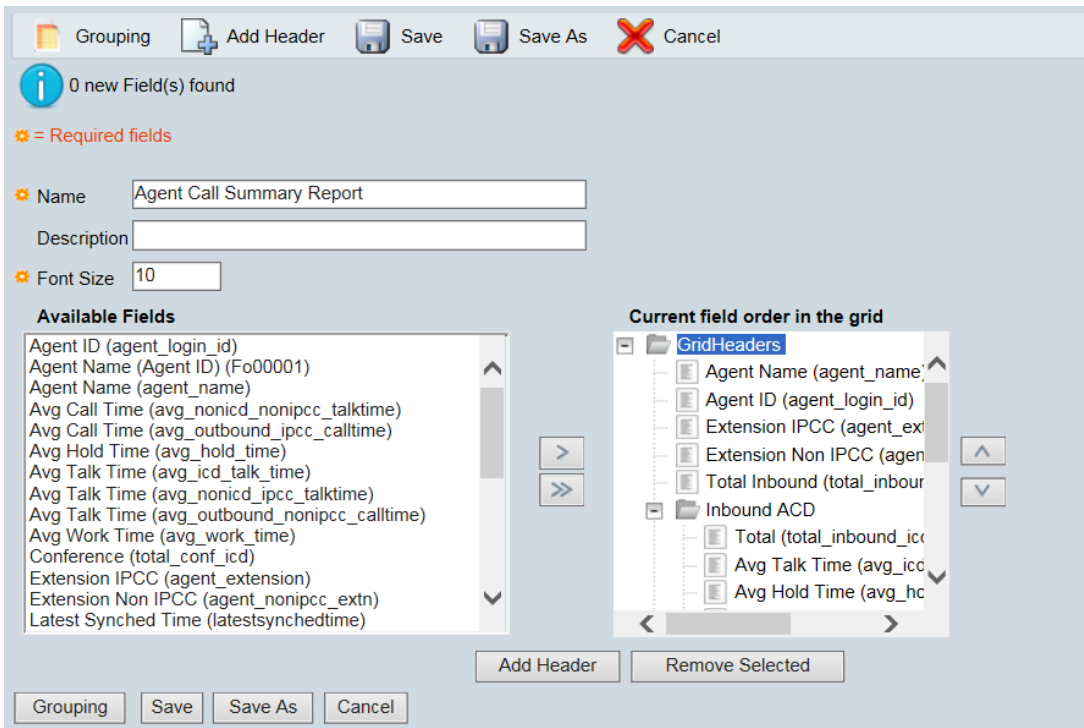 Grouping Add Header Save Save As Cancel
0 new Field(s) found
= Required fields
Name Agent Call Summary Report
Description
Font Size 10
Available Fields
Agent ID (agent_login_id)
Agent Name (Agent ID) (Fo00001)
Agent Name (agent_name)
Avg Call Time (avg_nonicd_nonipcc_talktime)
Avg Call Time (avg_outbound_ipcc_calltime)
Avg Hold Time (avg_hold_time)
Avg Talk Time (avg_icd_talk_time)
Avg Talk Time (avg_nonicd_ipcc_talktime)
Avg Talk Time (avg_outbound_nonipcc_calltime)
Avg Work Time (avg_work_time)
Conference (total_conf_icd)
Extension IPCC (agent_extension)
Extension Non IPCC (agent_nonipcc_extn)
Latest Synched Time (latestsynchedtime)
> 
>>
Current field order in the grid
GridHeaders
Agent Name (agent_name)
Agent ID (agent_login_id)
Extension IPCC (agent_ext
Extension Non IPCC (agen
Total Inbound (total_inboun
Inbound ACD
Total (total_inbound_icd
Avg Talk Time (avg_icd
Avg Hold Time (avg_ho
Add Header Remove Selected
Grouping Save Save As Cancel